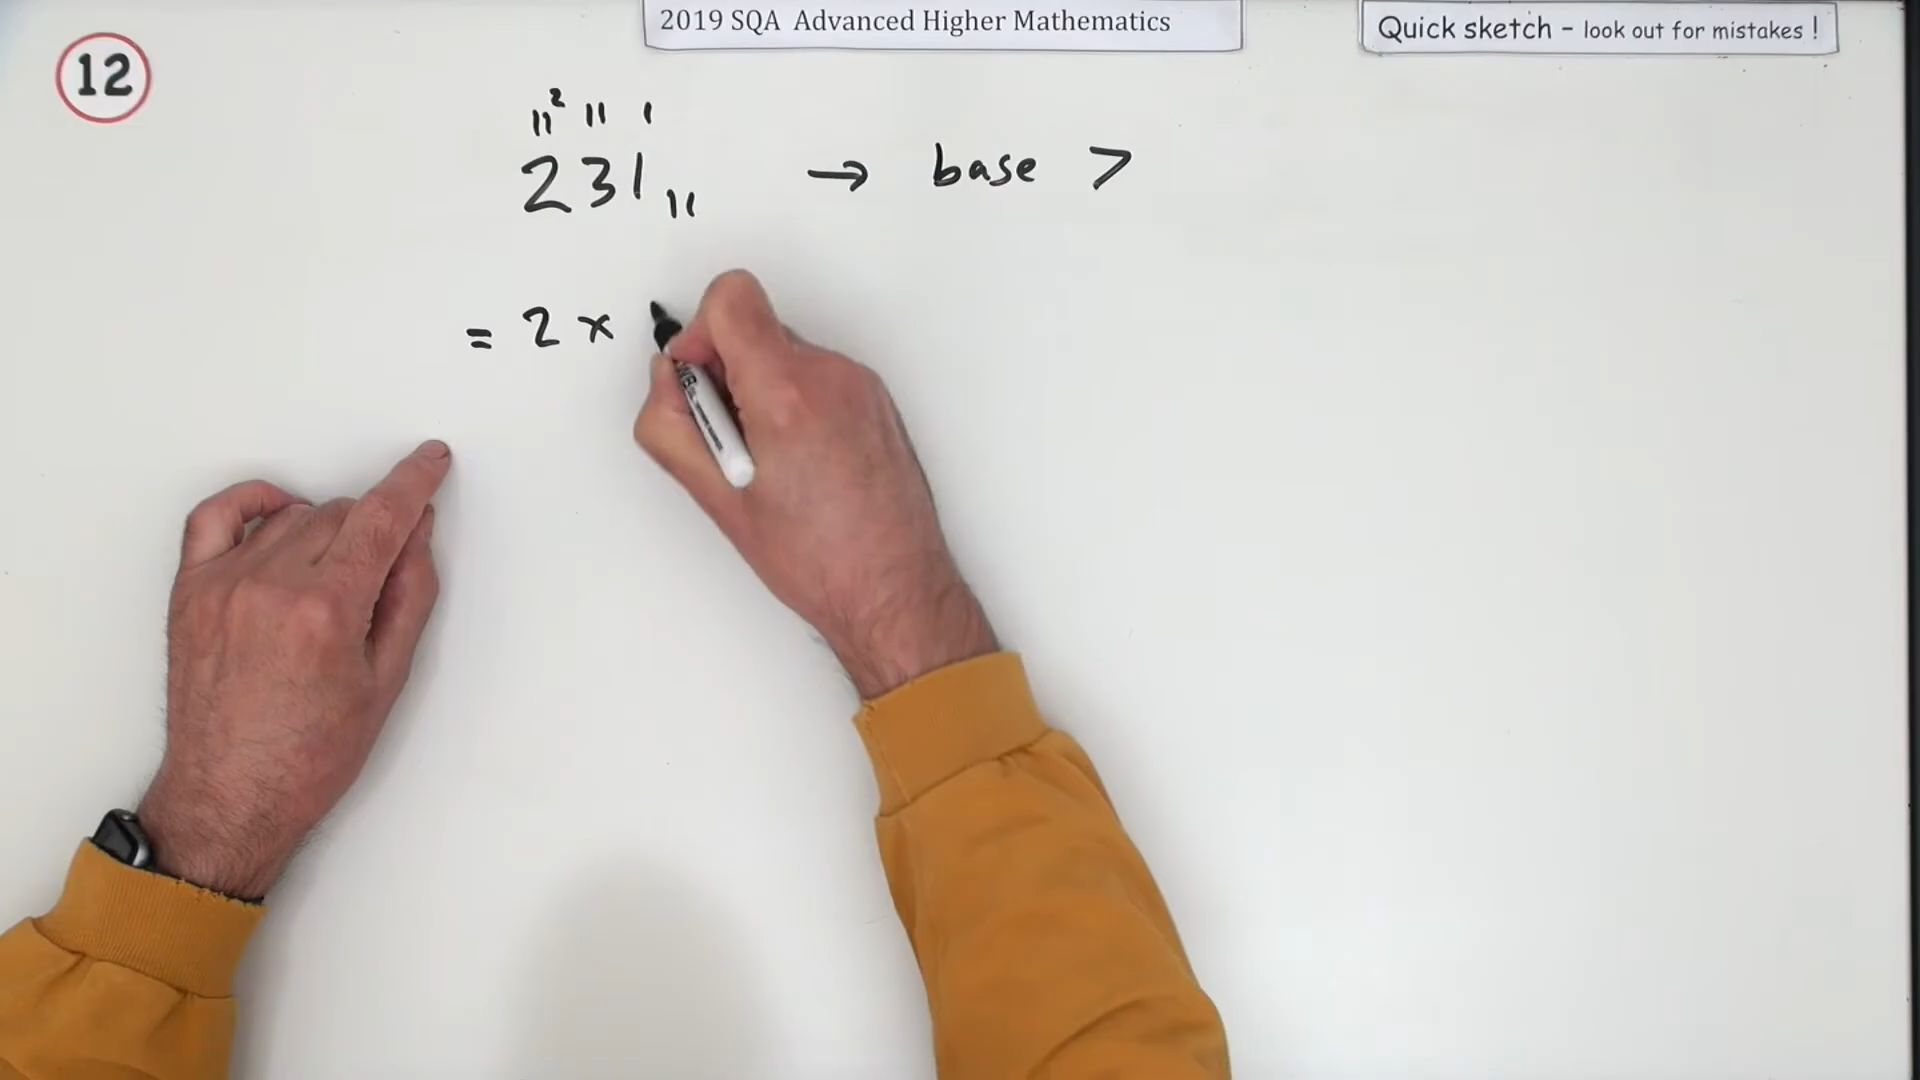 2019 SQA Advanced Higher Mathematics
Quick sketch - look out for mistakes !
12
11² 11 1
231₁₁ → base 7
= 2 ×